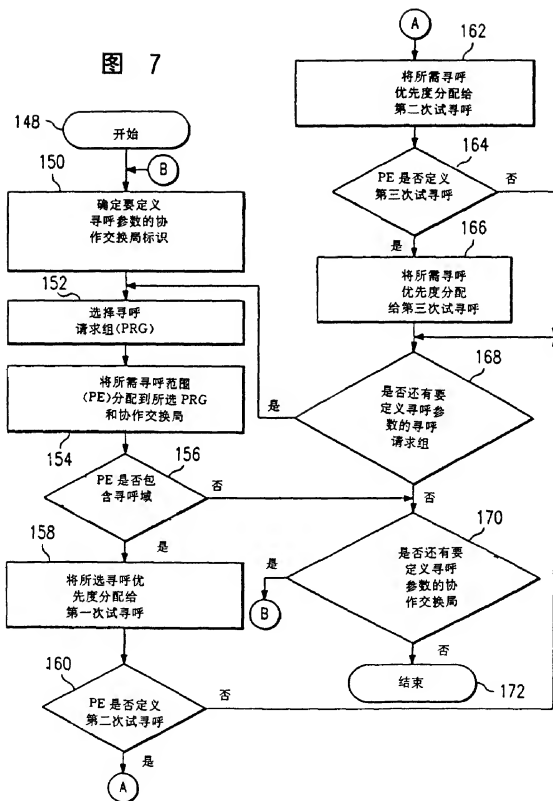 图 7
148
开始
B
150
确定要定义
寻呼参数的协
作交换局标识
152
选择寻呼
请求组(PRG)
将所需寻呼范围
(PE)分配到所选 PRG
和协作交换局
154
156
PE 是否包
含寻呼域
否
是
158
将所选寻呼优
先度分配给
第一次试寻呼
160
PE 是否定义
第二次试寻呼
否
是
A
A
162
将所需寻呼
优先度分配给
第二次试寻呼
164
PE 是否定义
第三次试寻呼
否
是
166
将所需寻呼
优先度分配
给第三次试寻呼
168
是否还有要
定义寻呼参
数的寻呼
请求组
是
否
170
是否还有要
定义寻呼
参数的协
作交换局
是
B
否
结束
172